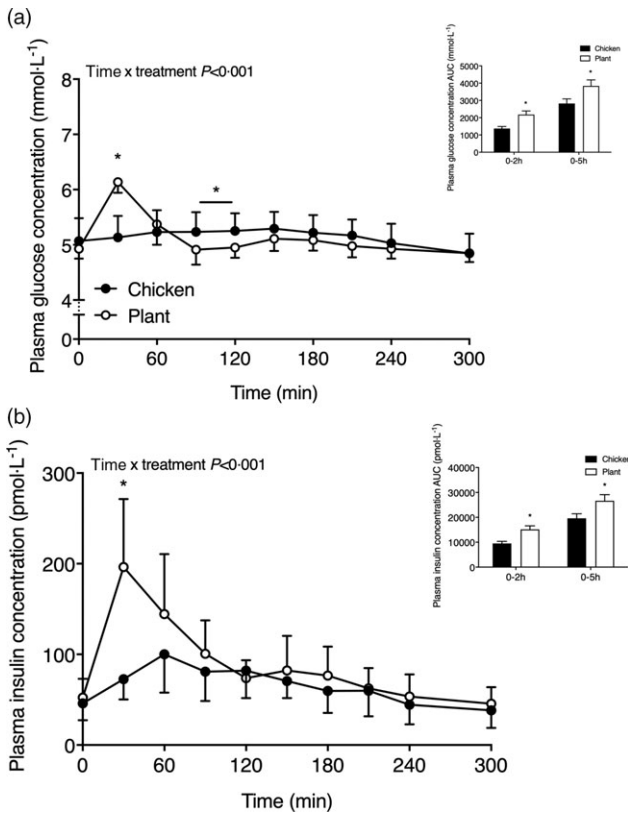 (a)
Time x treatment P<0·001
Plasma glucose concentration (mmol·L⁻¹)
8
7
6
5
4
0
*
*
Chicken
Plant
0 60 120 180 240 300
Time (min)
Chicken
Plant
Plasma glucose concentration AUC (mmol·L⁻¹)
5000
4000
3000
2000
1000
0
*
*
0-2h 0-5h
(b)
Time x treatment P<0·001
Plasma insulin concentration (pmol·L⁻¹)
300
200
100
0
*
0 60 120 180 240 300
Time (min)
Chicken
Plant
Plasma insulin concentration AUC (pmol·L⁻¹)
40000
30000
20000
10000
0
*
*
0-2h 0-5h